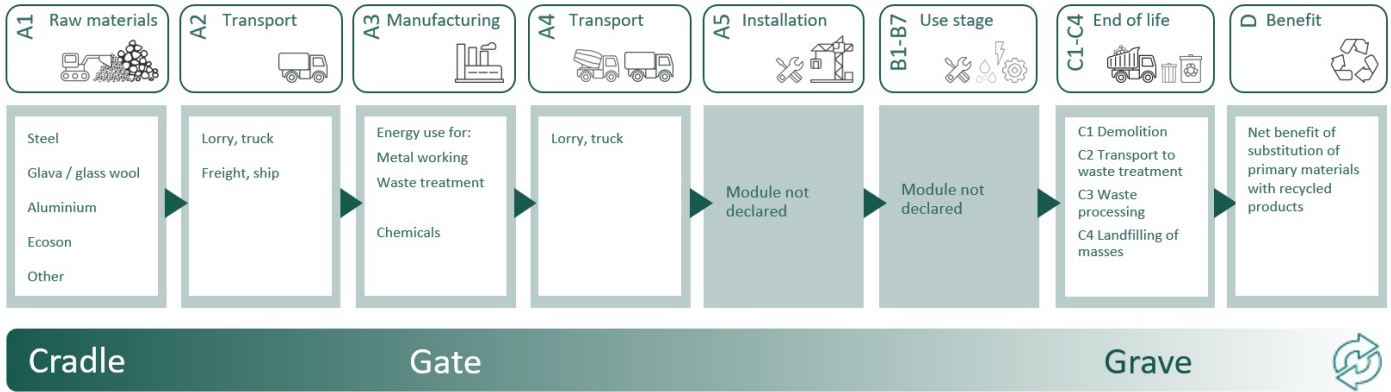 A1 Raw materials
A2 Transport
A3 Manufacturing
A4 Transport
A5 Installation
B1-B7 Use stage
C1-C4 End of life
D Benefit
Steel
Glava / glass wool
Aluminium
Ecoson
Other
Lorry, truck
Freight, ship
Energy use for:
Metal working
Waste treatment
Chemicals
Lorry, truck
Module not
declared
Module not
declared
C1 Demolition
C2 Transport to
waste treatment
C3 Waste
processing
C4 Landfilling of
masses
Net benefit of
substitution of
primary materials
with recycled
products
Cradle
Gate
Grave